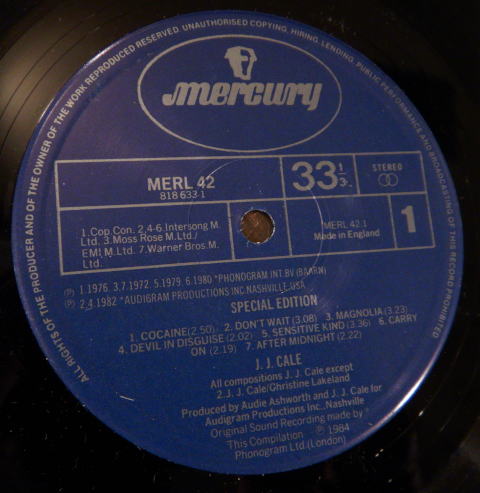 ALL RIGHTS OF THE PRODUCER AND OF THE OWNER OF THE WORK REPRODUCED RESERVED. UNAUTHORISED COPYING, HIRING, LENDING, PUBLIC PERFORMANCE AND BROADCASTING OF THIS RECORD PROHIBITED
mercury
MERL 42
818 633-1
33 1/3
STEREO
1.Cop.Con. 2,4-6.Intersong M.
Ltd. 3.Moss Rose M.Ltd./
EMI M.Ltd. 7.Warner Bros.M.
Ltd.
MERL 42.1
Made in England
1
℗ 1.1976 3,7.1972 5.1979 6.1980 *PHONOGRAM INT.BV (BAARN)
℗ 2,4.1982 *AUDIGRAM PRODUCTIONS INC.NASHVILLE.USA
SPECIAL EDITION
1. COCAINE(2.50) 2. DON'T WAIT (3.08) 3. MAGNOLIA(3.23)
4. DEVIL IN DISGUISE (2.02) 5. SENSITIVE KIND (3.36) 6. CARRY
ON (2.19) 7. AFTER MIDNIGHT (2.22)
J. J. CALE
All compositions J. J. Cale except
2.J. J. Cale/Christine Lakeland
Produced by Audie Ashworth and J. J. Cale for
Audigram Productions Inc., Nashville
Original Sound Recording made by *
This Compilation ℗ 1984
Phonogram Ltd.(London)